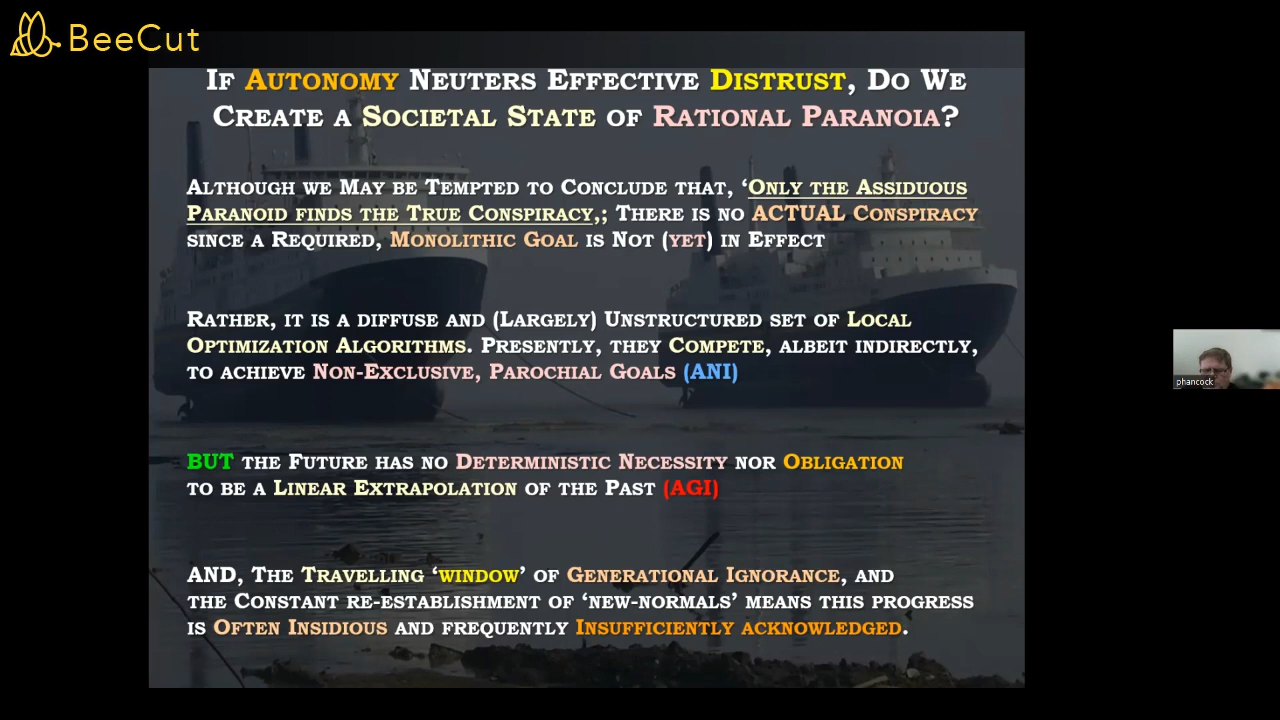 BeeCut
If Autonomy Neuters Effective Distrust, Do We
Create a Societal State of Rational Paranoia?
Although we May be Tempted to Conclude that, ‘Only the Assiduous
Paranoid finds the True Conspiracy,; There is no ACTUAL Conspiracy
since a Required, Monolithic Goal is Not (yet) in Effect
Rather, it is a diffuse and (Largely) Unstructured set of Local
Optimization Algorithms. Presently, they Compete, albeit indirectly,
to achieve Non-Exclusive, Parochial Goals (ANI)
BUT the Future has no Deterministic Necessity nor Obligation
to be a Linear Extrapolation of the Past (AGI)
AND, The Travelling ‘window’ of Generational Ignorance, and
the Constant re-establishment of ‘new-normals’ means this progress
is Often Insidious and frequently Insufficiently acknowledged.
phancock